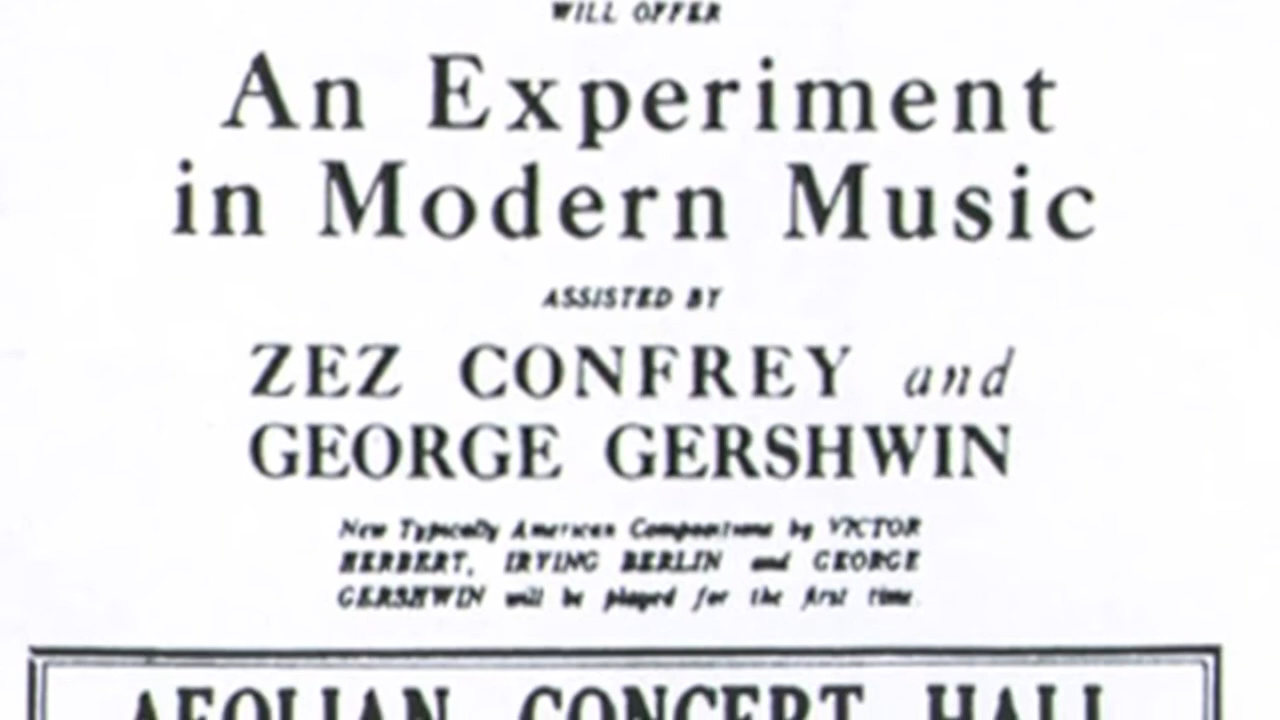 WILL OFFER
An Experiment
in Modern Music
ASSISTED BY
ZEZ CONFREY and
GEORGE GERSHWIN
New Typically American Compositions by VICTOR
HERBERT, IRVING BERLIN and GEORGE
GERSHWIN will be played for the first time.
AEOLIAN CONCERT HALL